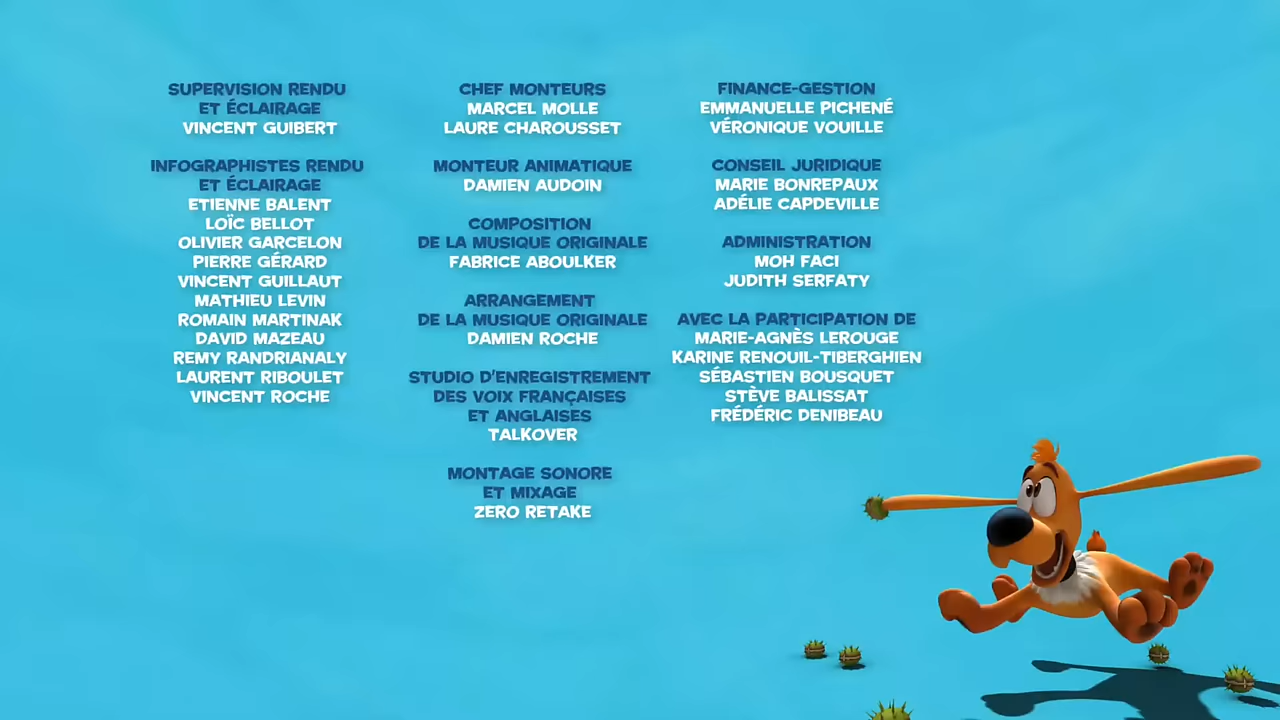 SUPERVISION RENDU
ET ÉCLAIRAGE
VINCENT GUIBERT
INFOGRAPHISTES RENDU
ET ÉCLAIRAGE
ETIENNE BALENT
LOÏC BELLOT
OLIVIER GARCELON
PIERRE GÉRARD
VINCENT GUILLAUT
MATHIEU LEVIN
ROMAIN MARTINAK
DAVID MAZEAU
REMY RANDRIANALY
LAURENT RIBOULET
VINCENT ROCHE
CHEF MONTEURS
MARCEL MOLLE
LAURE CHAROUSSET
MONTEUR ANIMATIQUE
DAMIEN AUDOIN
COMPOSITION
DE LA MUSIQUE ORIGINALE
FABRICE ABOULKER
ARRANGEMENT
DE LA MUSIQUE ORIGINALE
DAMIEN ROCHE
STUDIO D'ENREGISTREMENT
DES VOIX FRANÇAISES
ET ANGLAISES
TALKOVER
MONTAGE SONORE
ET MIXAGE
ZERO RETAKE
FINANCE-GESTION
EMMANUELLE PICHENÉ
VÉRONIQUE VOUILLE
CONSEIL JURIDIQUE
MARIE BONREPAUX
ADÉLIE CAPDEVILLE
ADMINISTRATION
MOH FACI
JUDITH SERFATY
AVEC LA PARTICIPATION DE
MARIE-AGNÈS LEROUGE
KARINE RENOUIL-TIBERGHIEN
SÉBASTIEN BOUSQUET
STÈVE BALISSAT
FRÉDÉRIC DENIBEAU